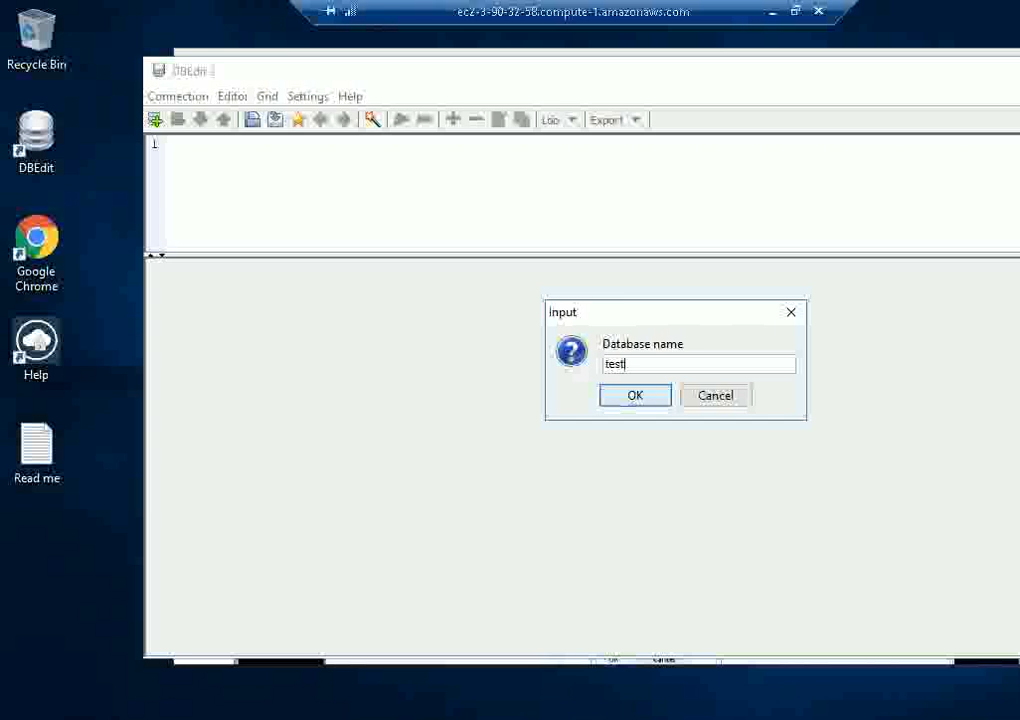 ec2-3-90-32-58.compute-1.amazonaws.com
Recycle Bin
DBEdit
Google
Chrome
Help
Read me
DBEdit
Connection Editor Grid Settings Help
Export
1
input
Database name
test
OK Cancel
Cancel